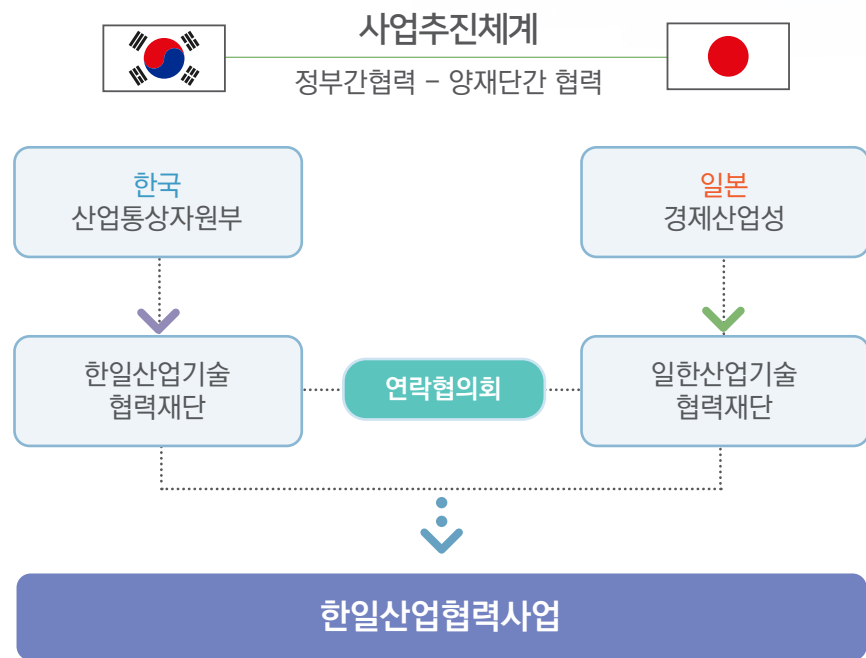 사업추진체계
정부간협력 – 양재단간 협력
한국
산업통상자원부
일본
경제산업성
한일산업기술
협력재단
연락협의회
일한산업기술
협력재단
한일산업협력사업